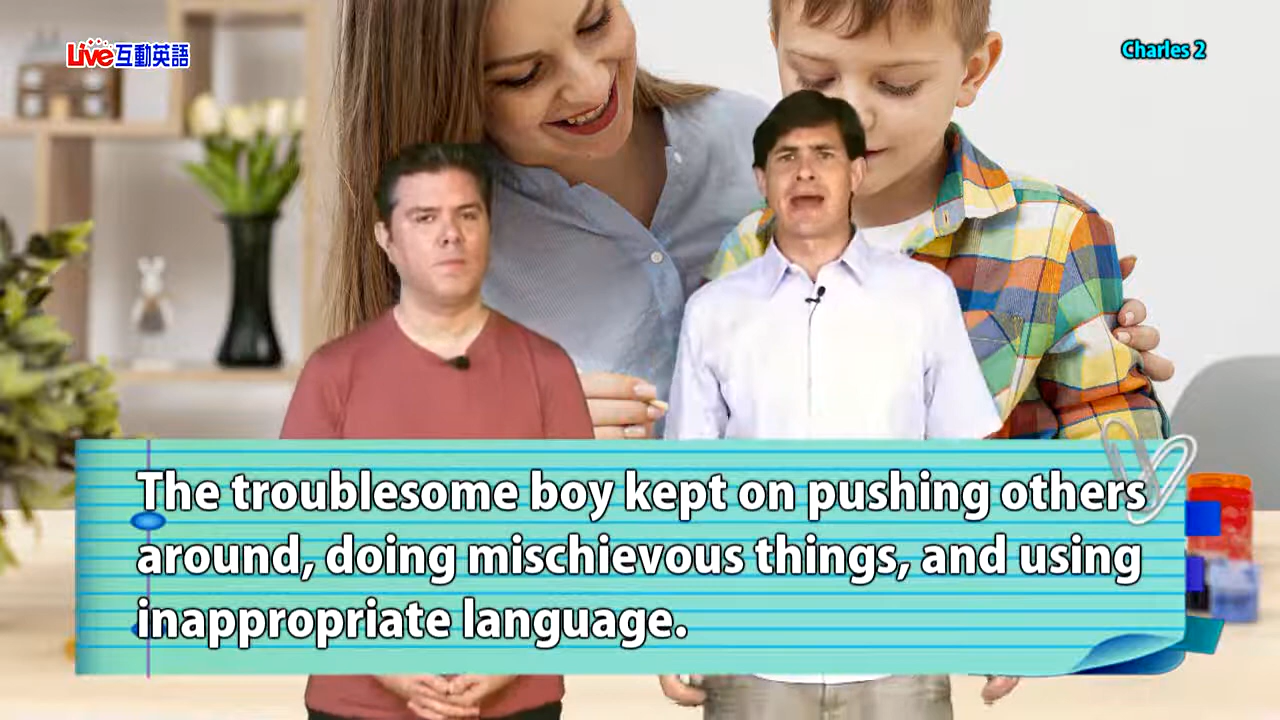 Live互動英語
Charles 2
The troublesome boy kept on pushing others
around, doing mischievous things, and using
inappropriate language.